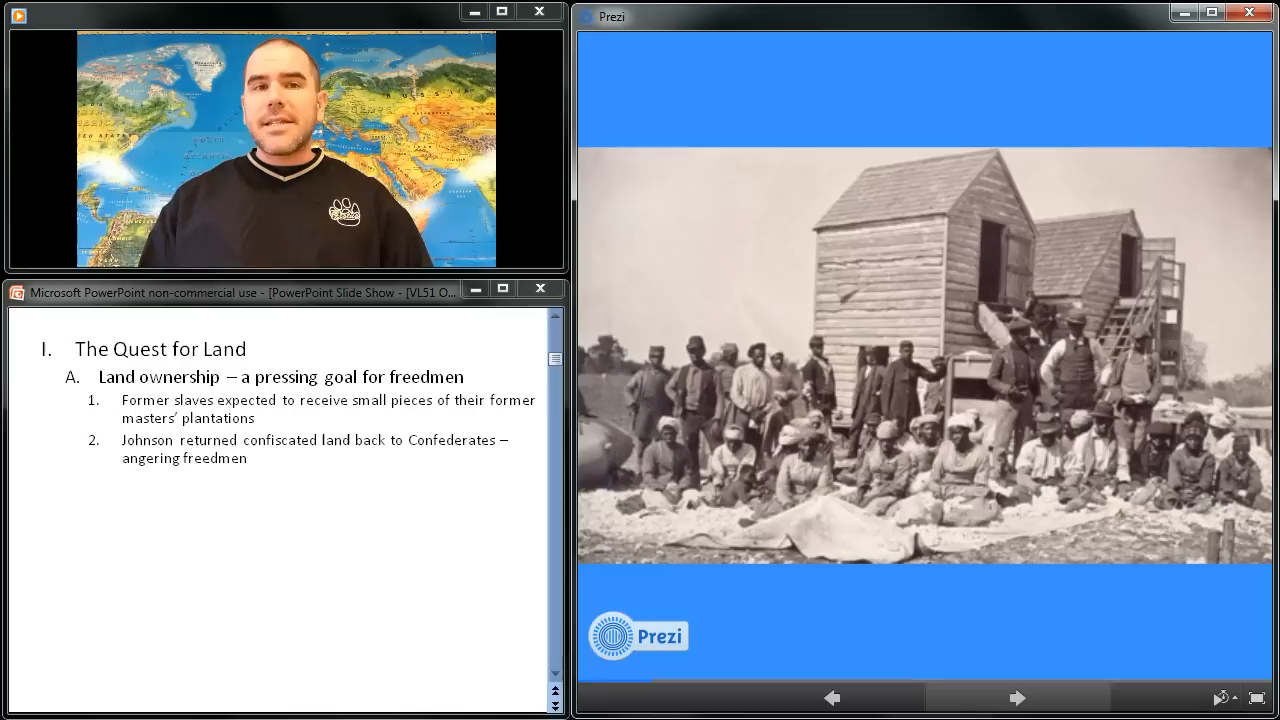 Prezi
Microsoft PowerPoint non-commercial use - [PowerPoint Slide Show - [VL51 O...
I. The Quest for Land
A. Land ownership – a pressing goal for freedmen
1. Former slaves expected to receive small pieces of their former
masters’ plantations
2. Johnson returned confiscated land back to Confederates –
angering freedmen
Prezi